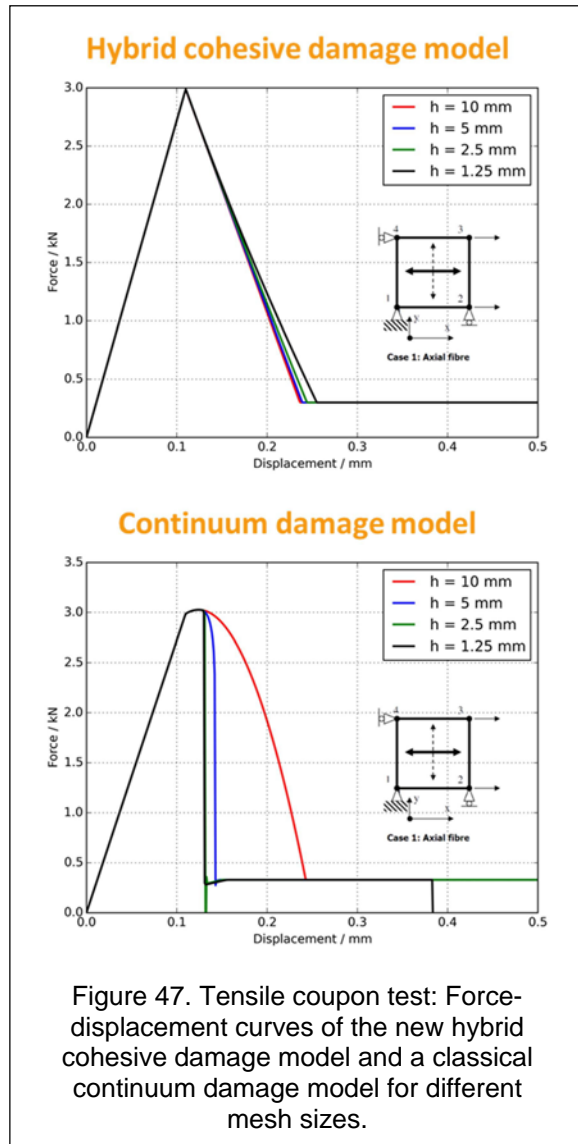 Hybrid cohesive damage model
3.0
2.5
2.0
1.5
1.0
0.5
0.0
Force / kN
h = 10 mm
h = 5 mm
h = 2.5 mm
h = 1.25 mm
4 3
1 2
y
x
Case 1: Axial fibre
0.0 0.1 0.2 0.3 0.4 0.5
Displacement / mm
Continuum damage model
3.5
3.0
2.5
2.0
1.5
1.0
0.5
0.0
Force / kN
h = 10 mm
h = 5 mm
h = 2.5 mm
h = 1.25 mm
4 3
1 2
y
x
Case 1: Axial fibre
0.0 0.1 0.2 0.3 0.4 0.5
Displacement / mm
Figure 47. Tensile coupon test: Force-
displacement curves of the new hybrid
cohesive damage model and a classical
continuum damage model for different
mesh sizes.